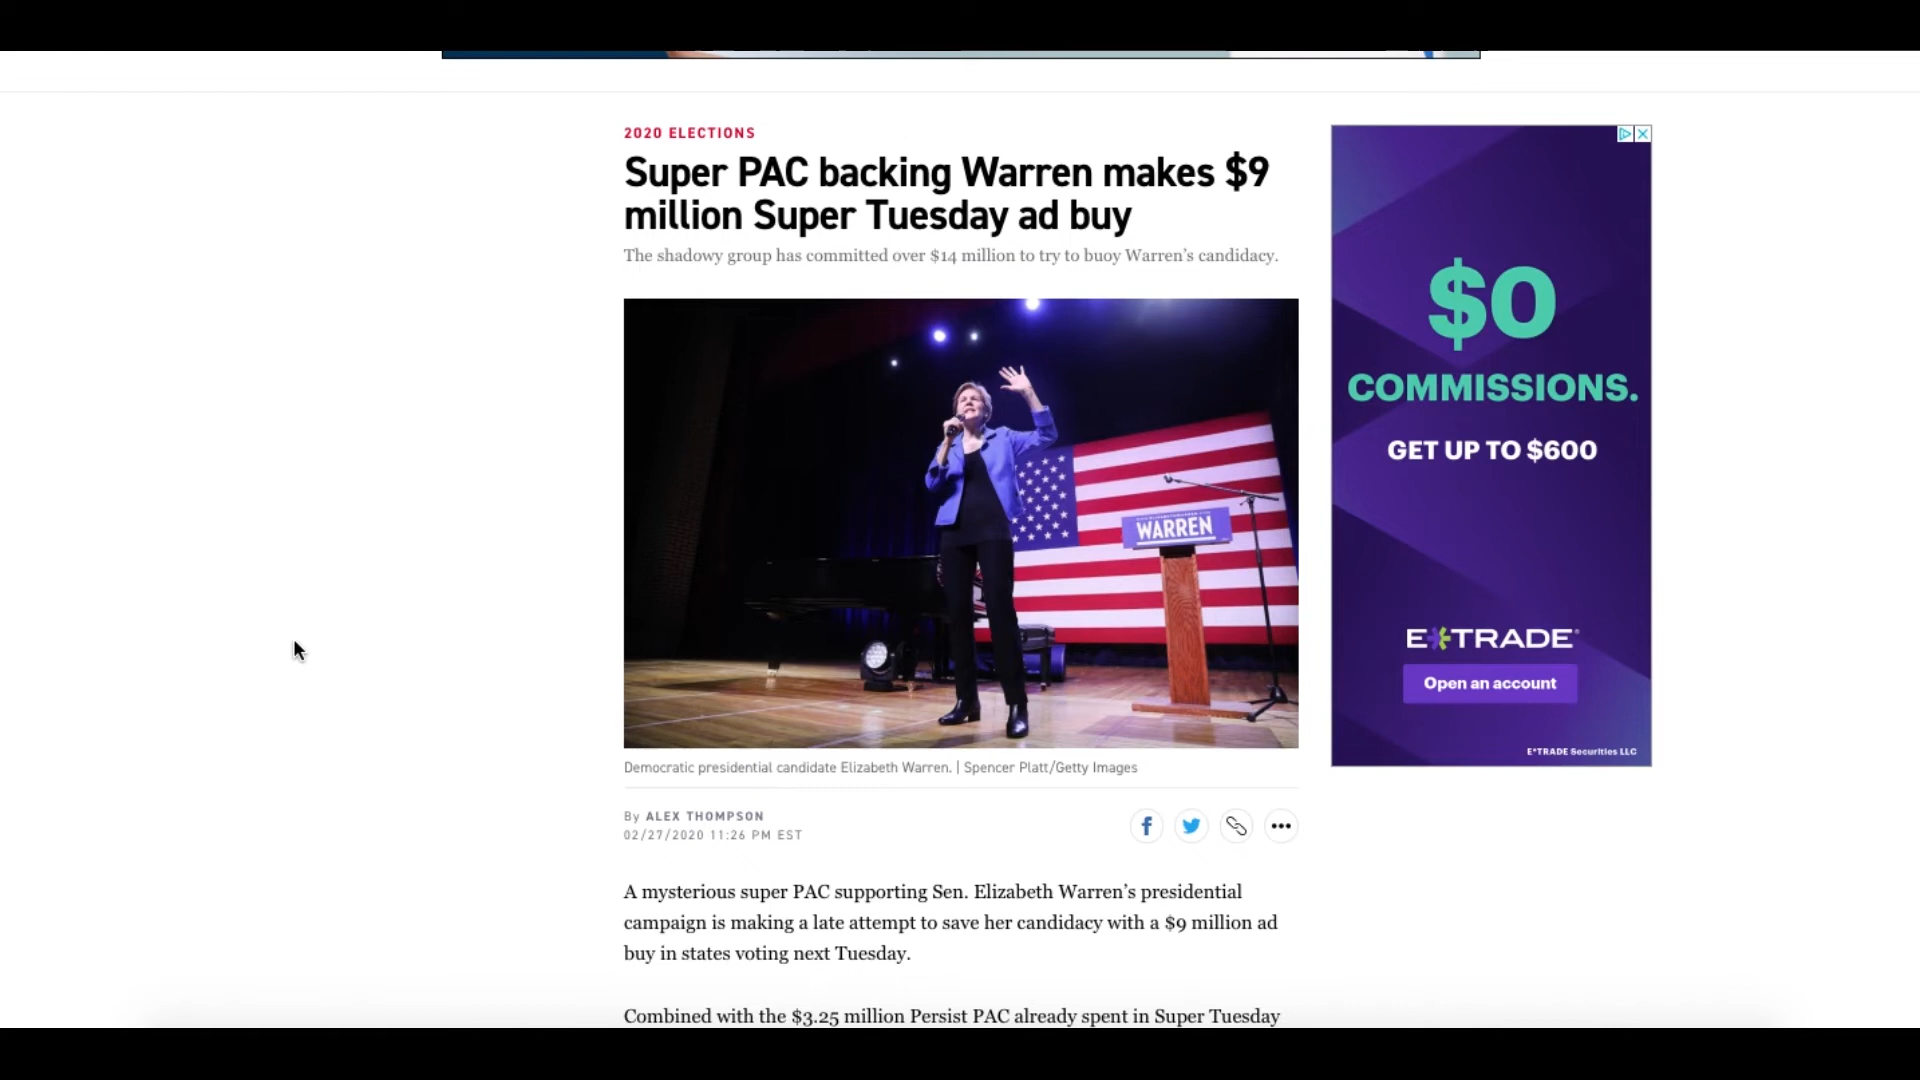 2020 ELECTIONS
Super PAC backing Warren makes $9
million Super Tuesday ad buy
The shadowy group has committed over $14 million to try to buoy Warren’s candidacy.
WARREN
Democratic presidential candidate Elizabeth Warren. | Spencer Platt/Getty Images
By ALEX THOMPSON
02/27/2020 11:26 PM EST
A mysterious super PAC supporting Sen. Elizabeth Warren’s presidential
campaign is making a late attempt to save her candidacy with a $9 million ad
buy in states voting next Tuesday.
Combined with the $3.25 million Persist PAC already spent in Super Tuesday
$0
COMMISSIONS.
GET UP TO $600
E*TRADE®
Open an account
E*TRADE Securities LLC